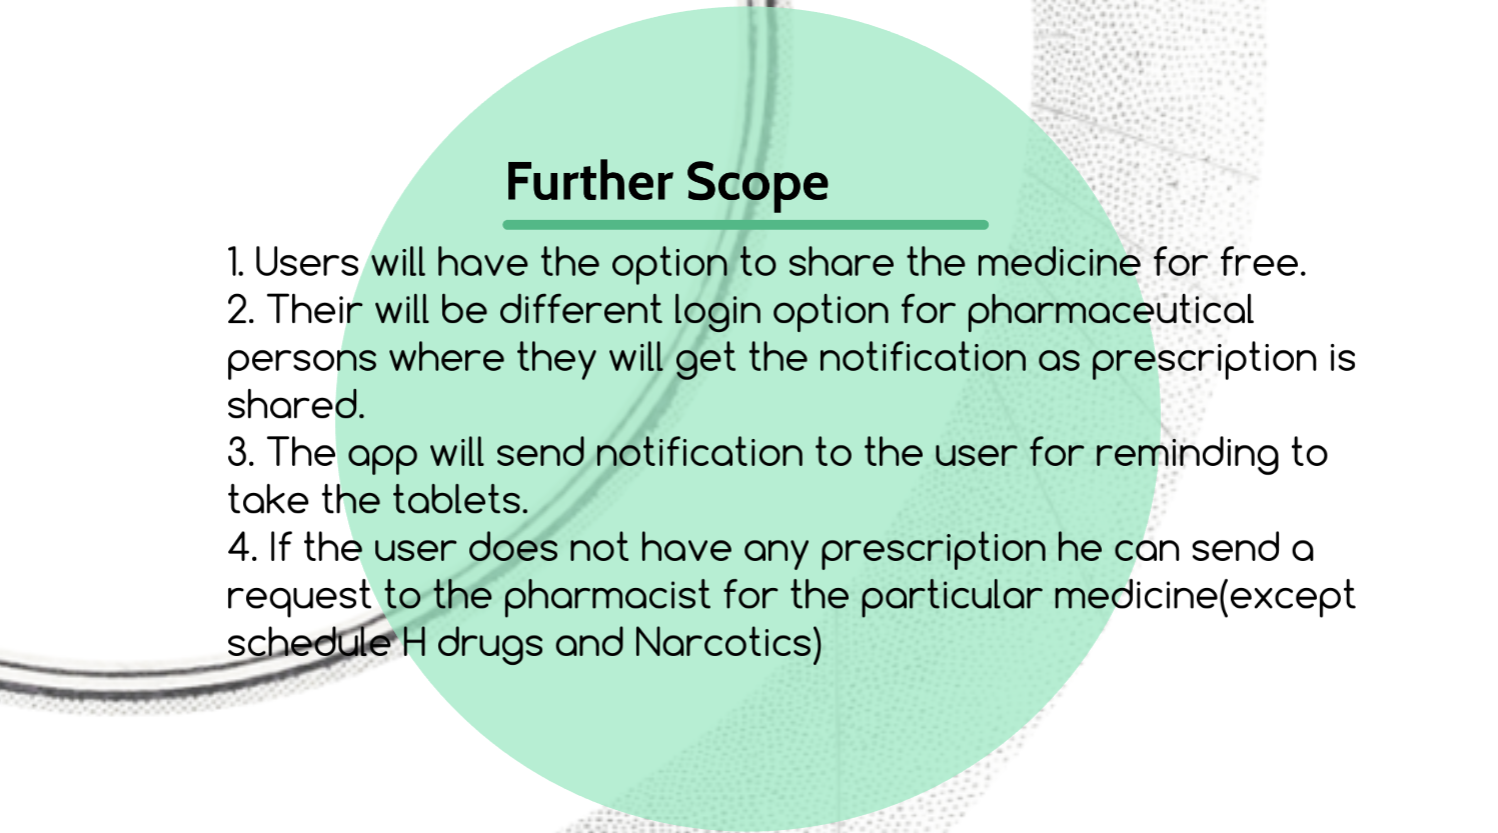 Further Scope
1. Users will have the option to share the medicine for free.
2. Their will be different login option for pharmaceutical
persons where they will get the notification as prescription is
shared.
3. The app will send notification to the user for reminding to
take the tablets.
4. If the user does not have any prescription he can send a
request to the pharmacist for the particular medicine(except
schedule H drugs and Narcotics)